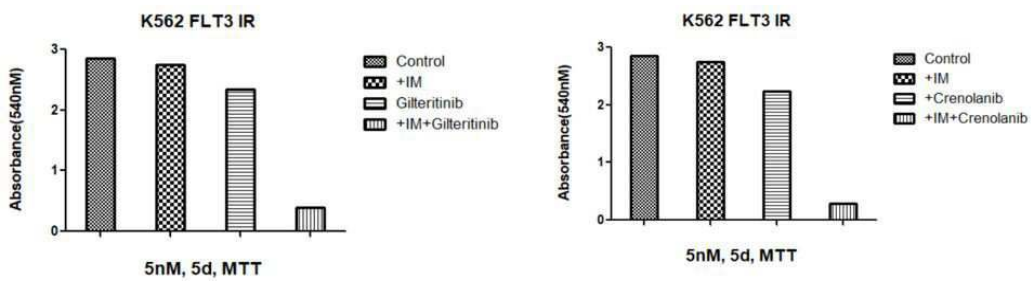 K562 FLT3 IR
Absorbance(540nM)
3
2
1
0
Control
+IM
Gilteritinib
+IM+Gilteritinib
5nM, 5d, MTT
K562 FLT3 IR
Absorbance(540nM)
3
2
1
0
Control
+IM
+Crenolanib
+IM+Crenolanib
5nM, 5d, MTT